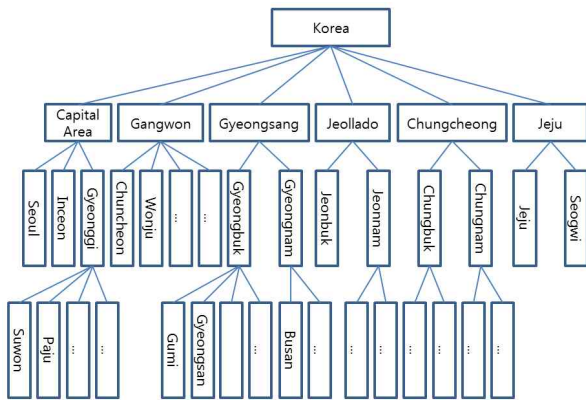 Korea
Capital
Area
Gangwon
Gyeongsang
Jeollado
Chungcheong
Jeju
Seoul
Inceon
Gyeonggi
Chuncheon
Wonju
...
...
Gyeongbuk
Gyeongnam
Jeonbuk
Jeonnam
Chungbuk
Chungnam
Jeju
Seogwi
Suwon
Paju
...
...
Gumi
Gyeongsan
...
...
Busan
...
...
...
...
...
...
...